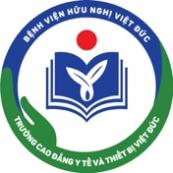 BỆNH VIỆN HỮU NGHỊ VIỆT ĐỨC
TRƯỜNG CAO ĐẲNG Y TẾ VÀ THIẾT BỊ VIỆT ĐỨC